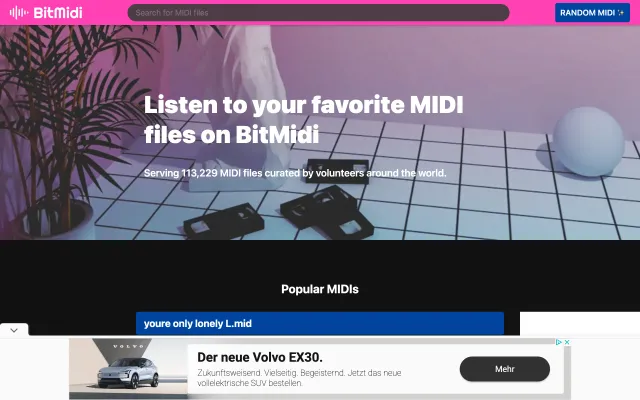 BitMidi
Search for MIDI files
RANDOM MIDI ✨
Listen to your favorite MIDI
files on BitMidi
Serving 113,229 MIDI files curated by volunteers around the world.
Popular MIDIs
youre only lonely L.mid
VOLVO
Der neue Volvo EX30.
Zukunftsweisend. Vielseitig. Begeisternd. Jetzt das neue
vollelektrische SUV bestellen.
Mehr